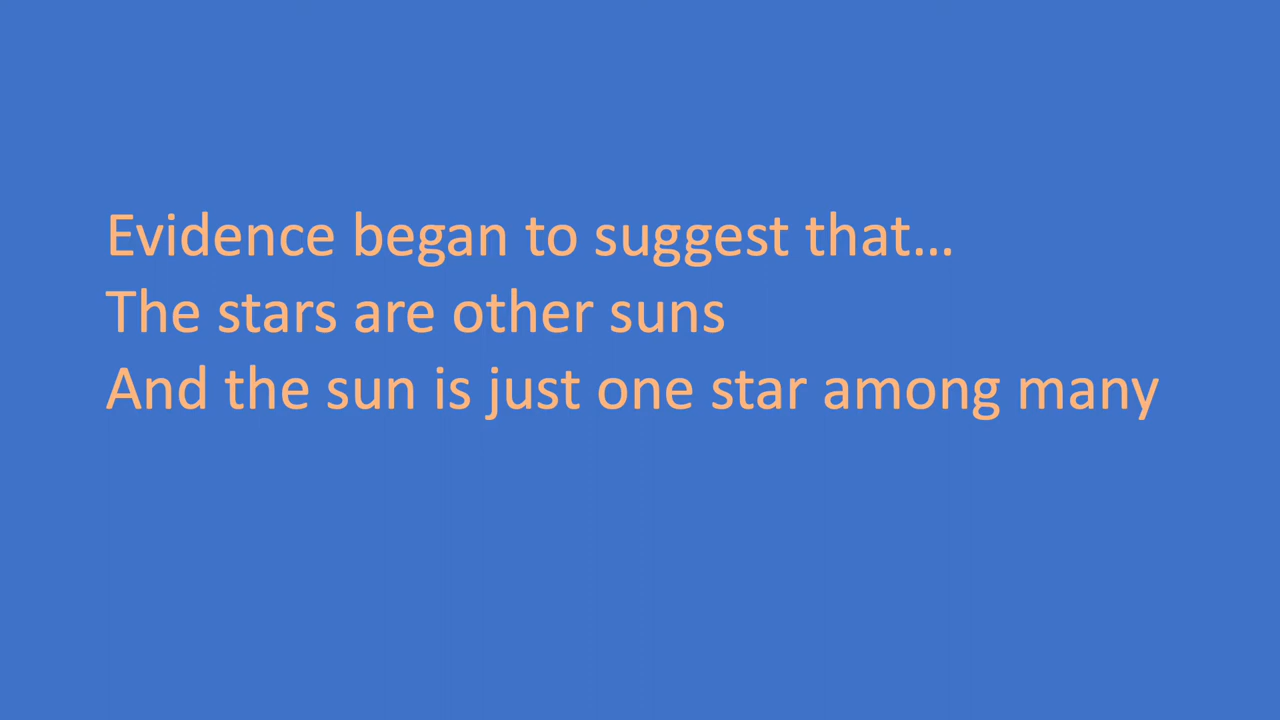 Evidence began to suggest that…
The stars are other suns
And the sun is just one star among many